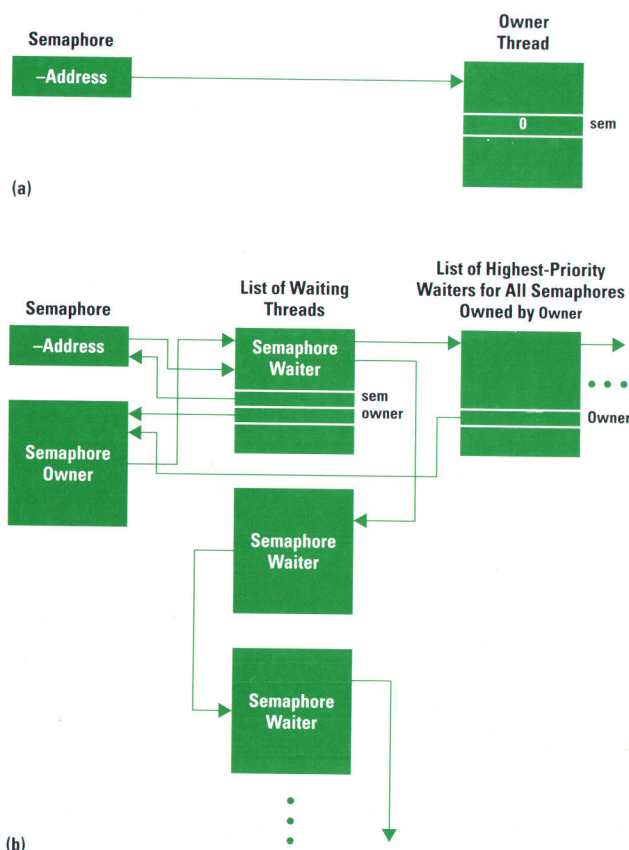 Semaphore
–Address
Owner
Thread
0
sem
(a)
Semaphore
–Address
Semaphore
Owner
List of Waiting
Threads
Semaphore
Waiter
sem
owner
List of Highest-Priority
Waiters for All Semaphores
Owned by Owner
Owner
Semaphore
Waiter
Semaphore
Waiter
(b)